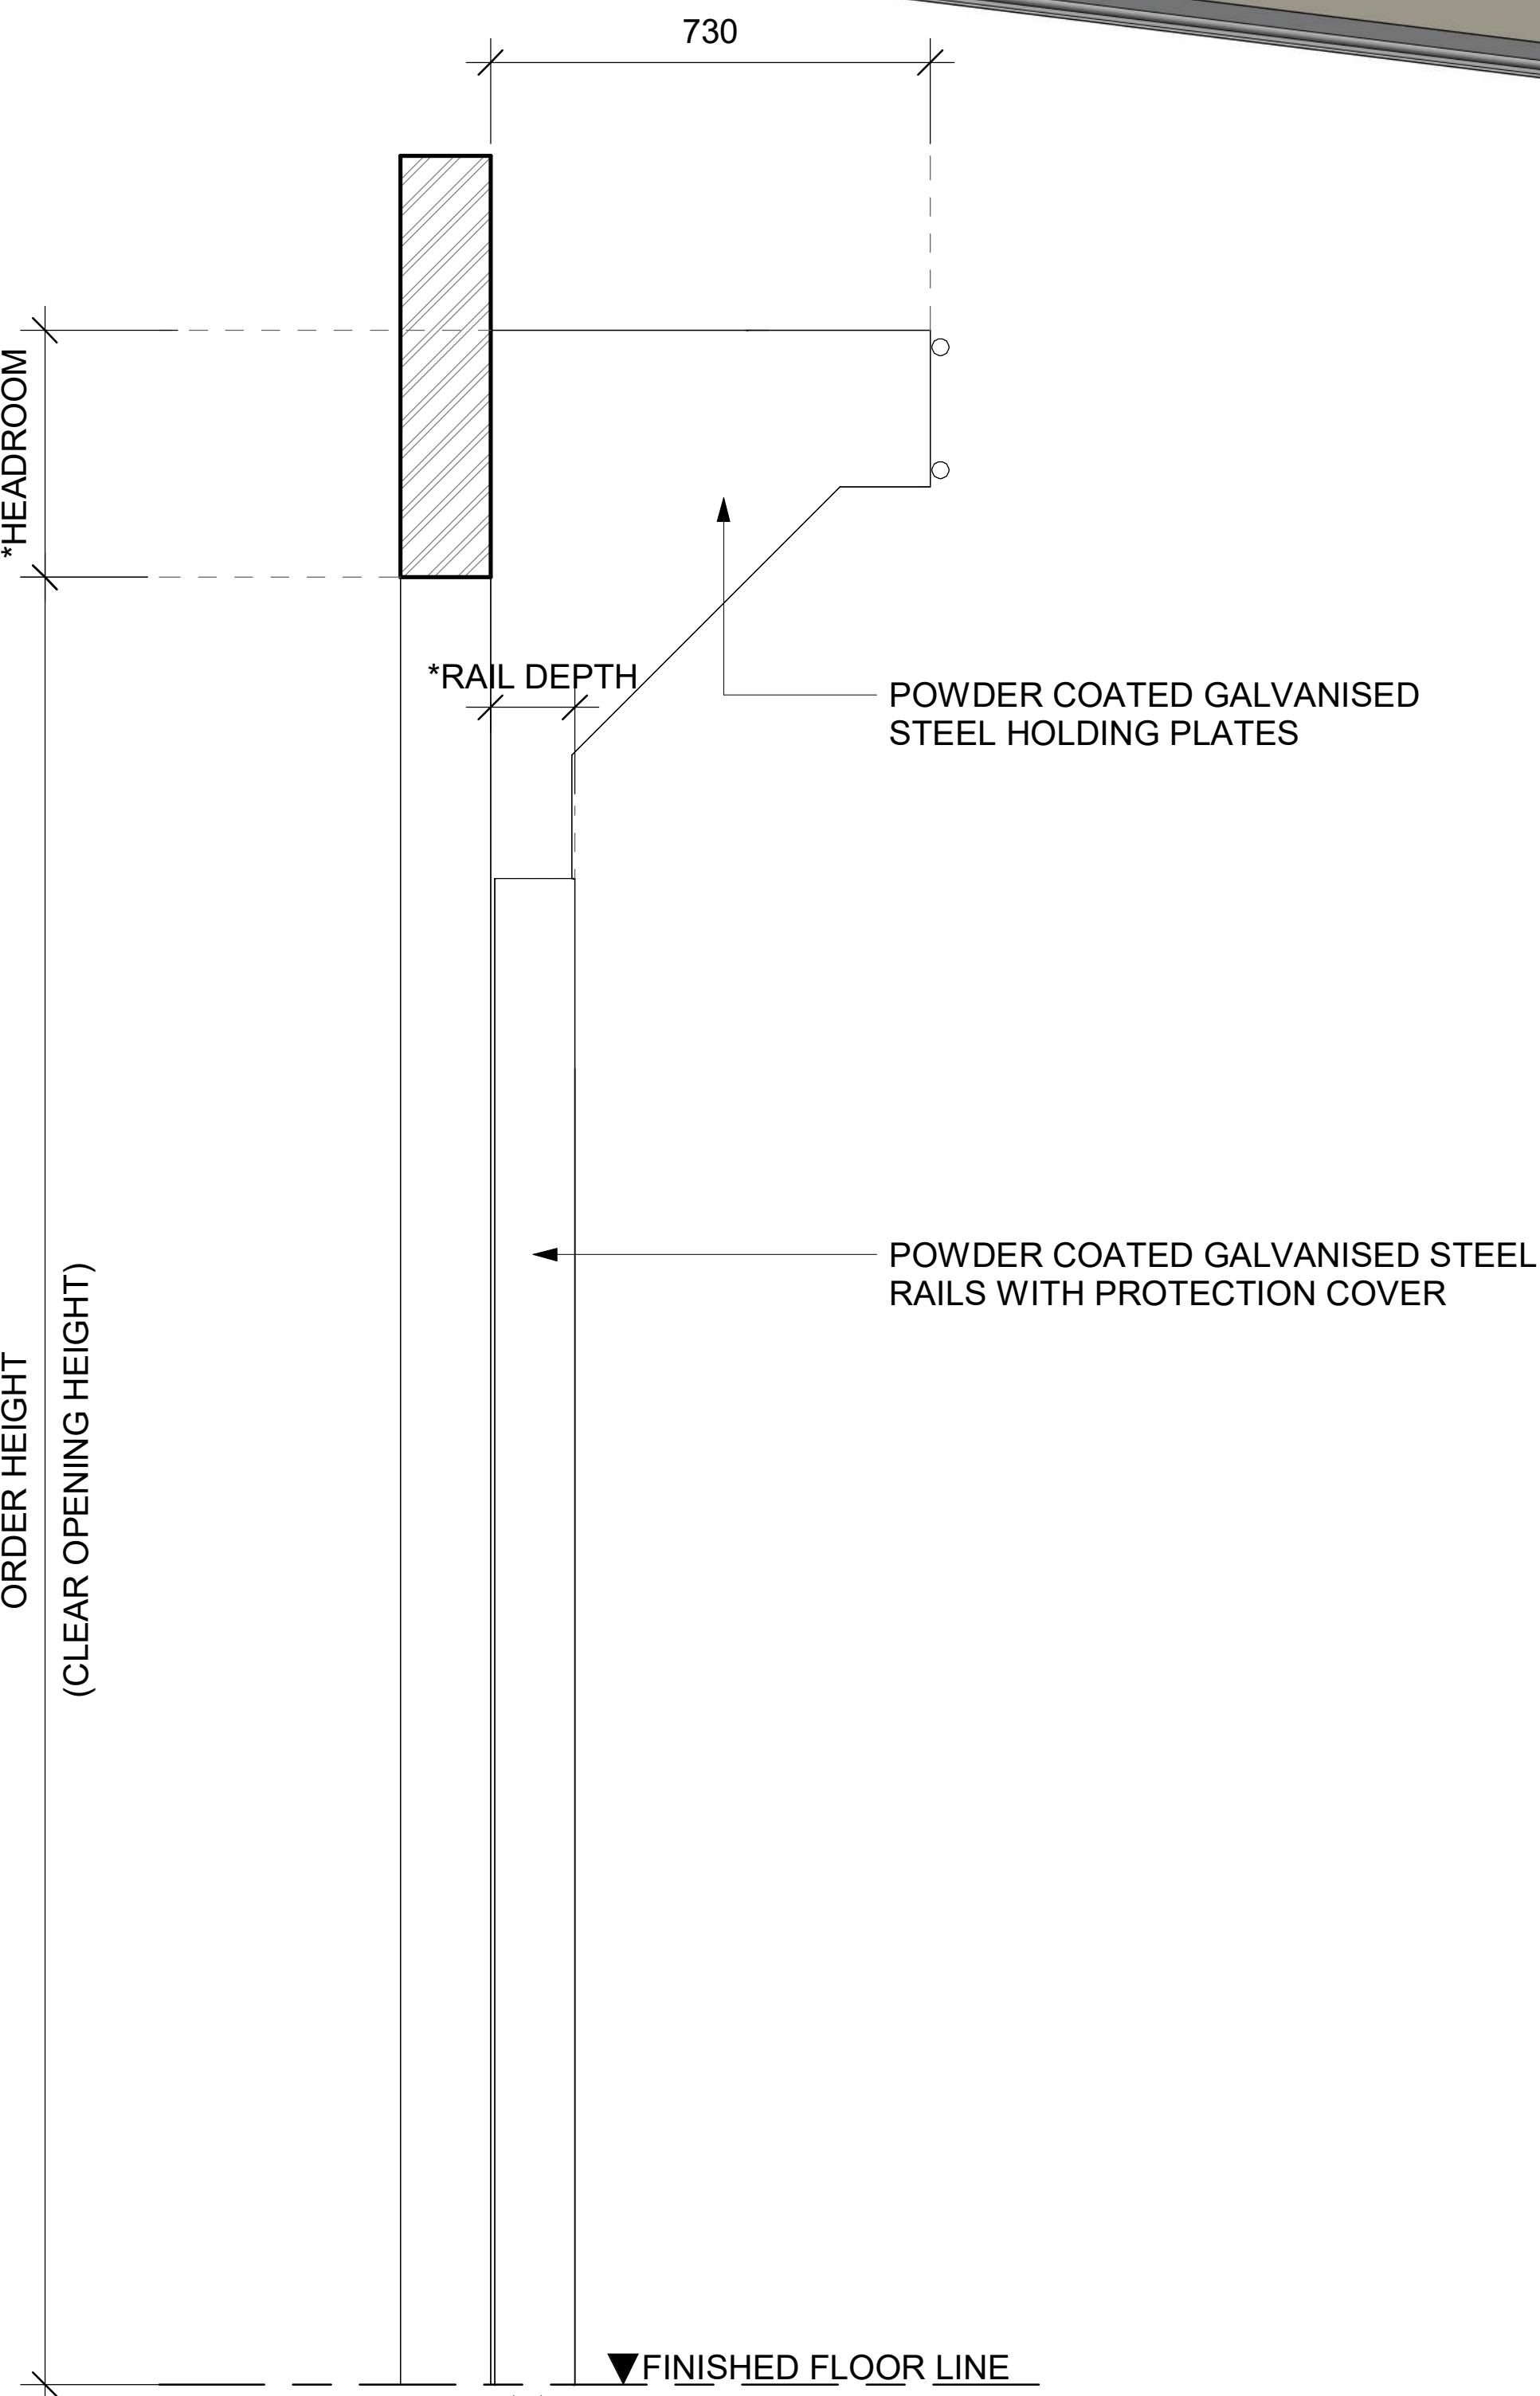 730
*HEADROOM
*RAIL DEPTH
POWDER COATED GALVANISED
STEEL HOLDING PLATES
POWDER COATED GALVANISED STEEL
RAILS WITH PROTECTION COVER
ORDER HEIGHT
(CLEAR OPENING HEIGHT)
FINISHED FLOOR LINE